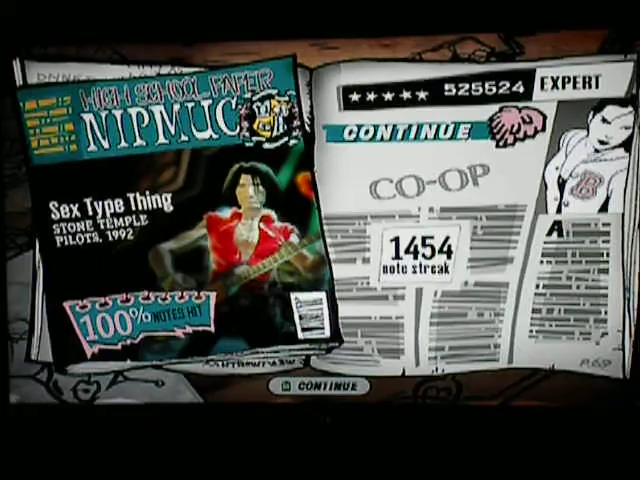 HIGH SCHOOL PAPER
NIPMUC
Sex Type Thing
STONE TEMPLE
PILOTS, 1992
100% NOTES HIT
★★★★★ 525524 EXPERT
CONTINUE
CO-OP
1454
note streak
B
A
P.69
CONTINUE